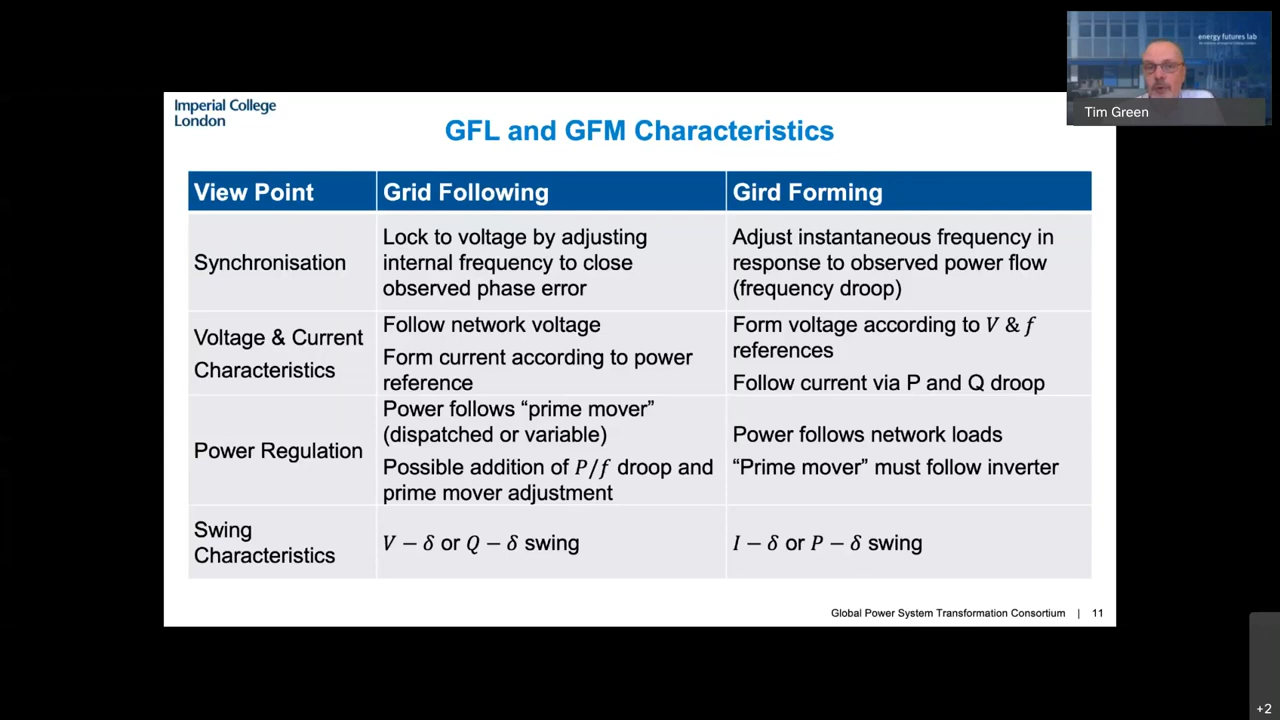 energy futures lab
Tim Green
Imperial College
London
GFL and GFM Characteristics
View Point
Grid Following
Gird Forming
Synchronisation
Lock to voltage by adjusting
internal frequency to close
observed phase error
Adjust instantaneous frequency in
response to observed power flow
(frequency droop)
Voltage & Current
Characteristics
Follow network voltage
Form current according to power
reference
Form voltage according to V & f
references
Follow current via P and Q droop
Power Regulation
Power follows “prime mover”
(dispatched or variable)
Possible addition of P/f droop and
prime mover adjustment
Power follows network loads
“Prime mover” must follow inverter
Swing
Characteristics
V − δ or Q − δ swing
I − δ or P − δ swing
Global Power System Transformation Consortium | 11
+2